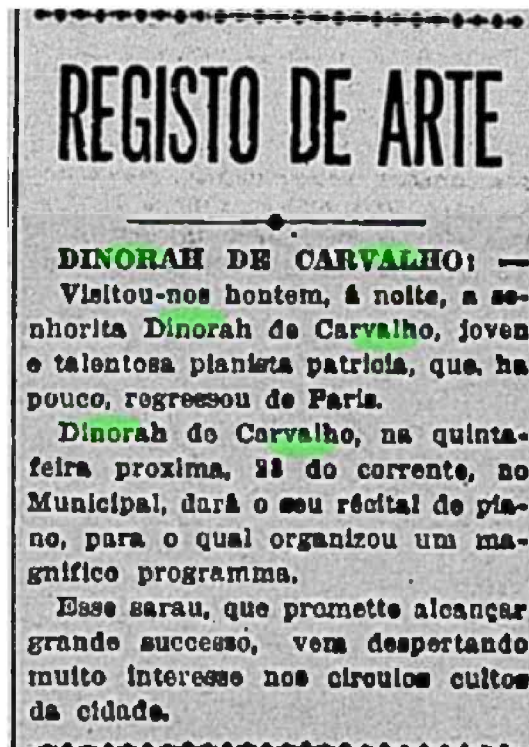 REGISTO DE ARTE
DINORAH DE CARVALHO: —
Visitou-nos hontem, á noite, a se-
nhorita Dinorah de Carvalho, joven
e talentosa pianista patricia, que, ha
pouco, regressou de Paris.
Dinorah de Carvalho, na quinta-
feira proxima, do corrente, no
Municipal, dará o seu récital de pia-
no, para o qual organizou um ma-
gnifico programma.
Esse sarau, que promette alcançar
grande successo, vem despertando
muito interesse nos circulos cultos
da cidade.